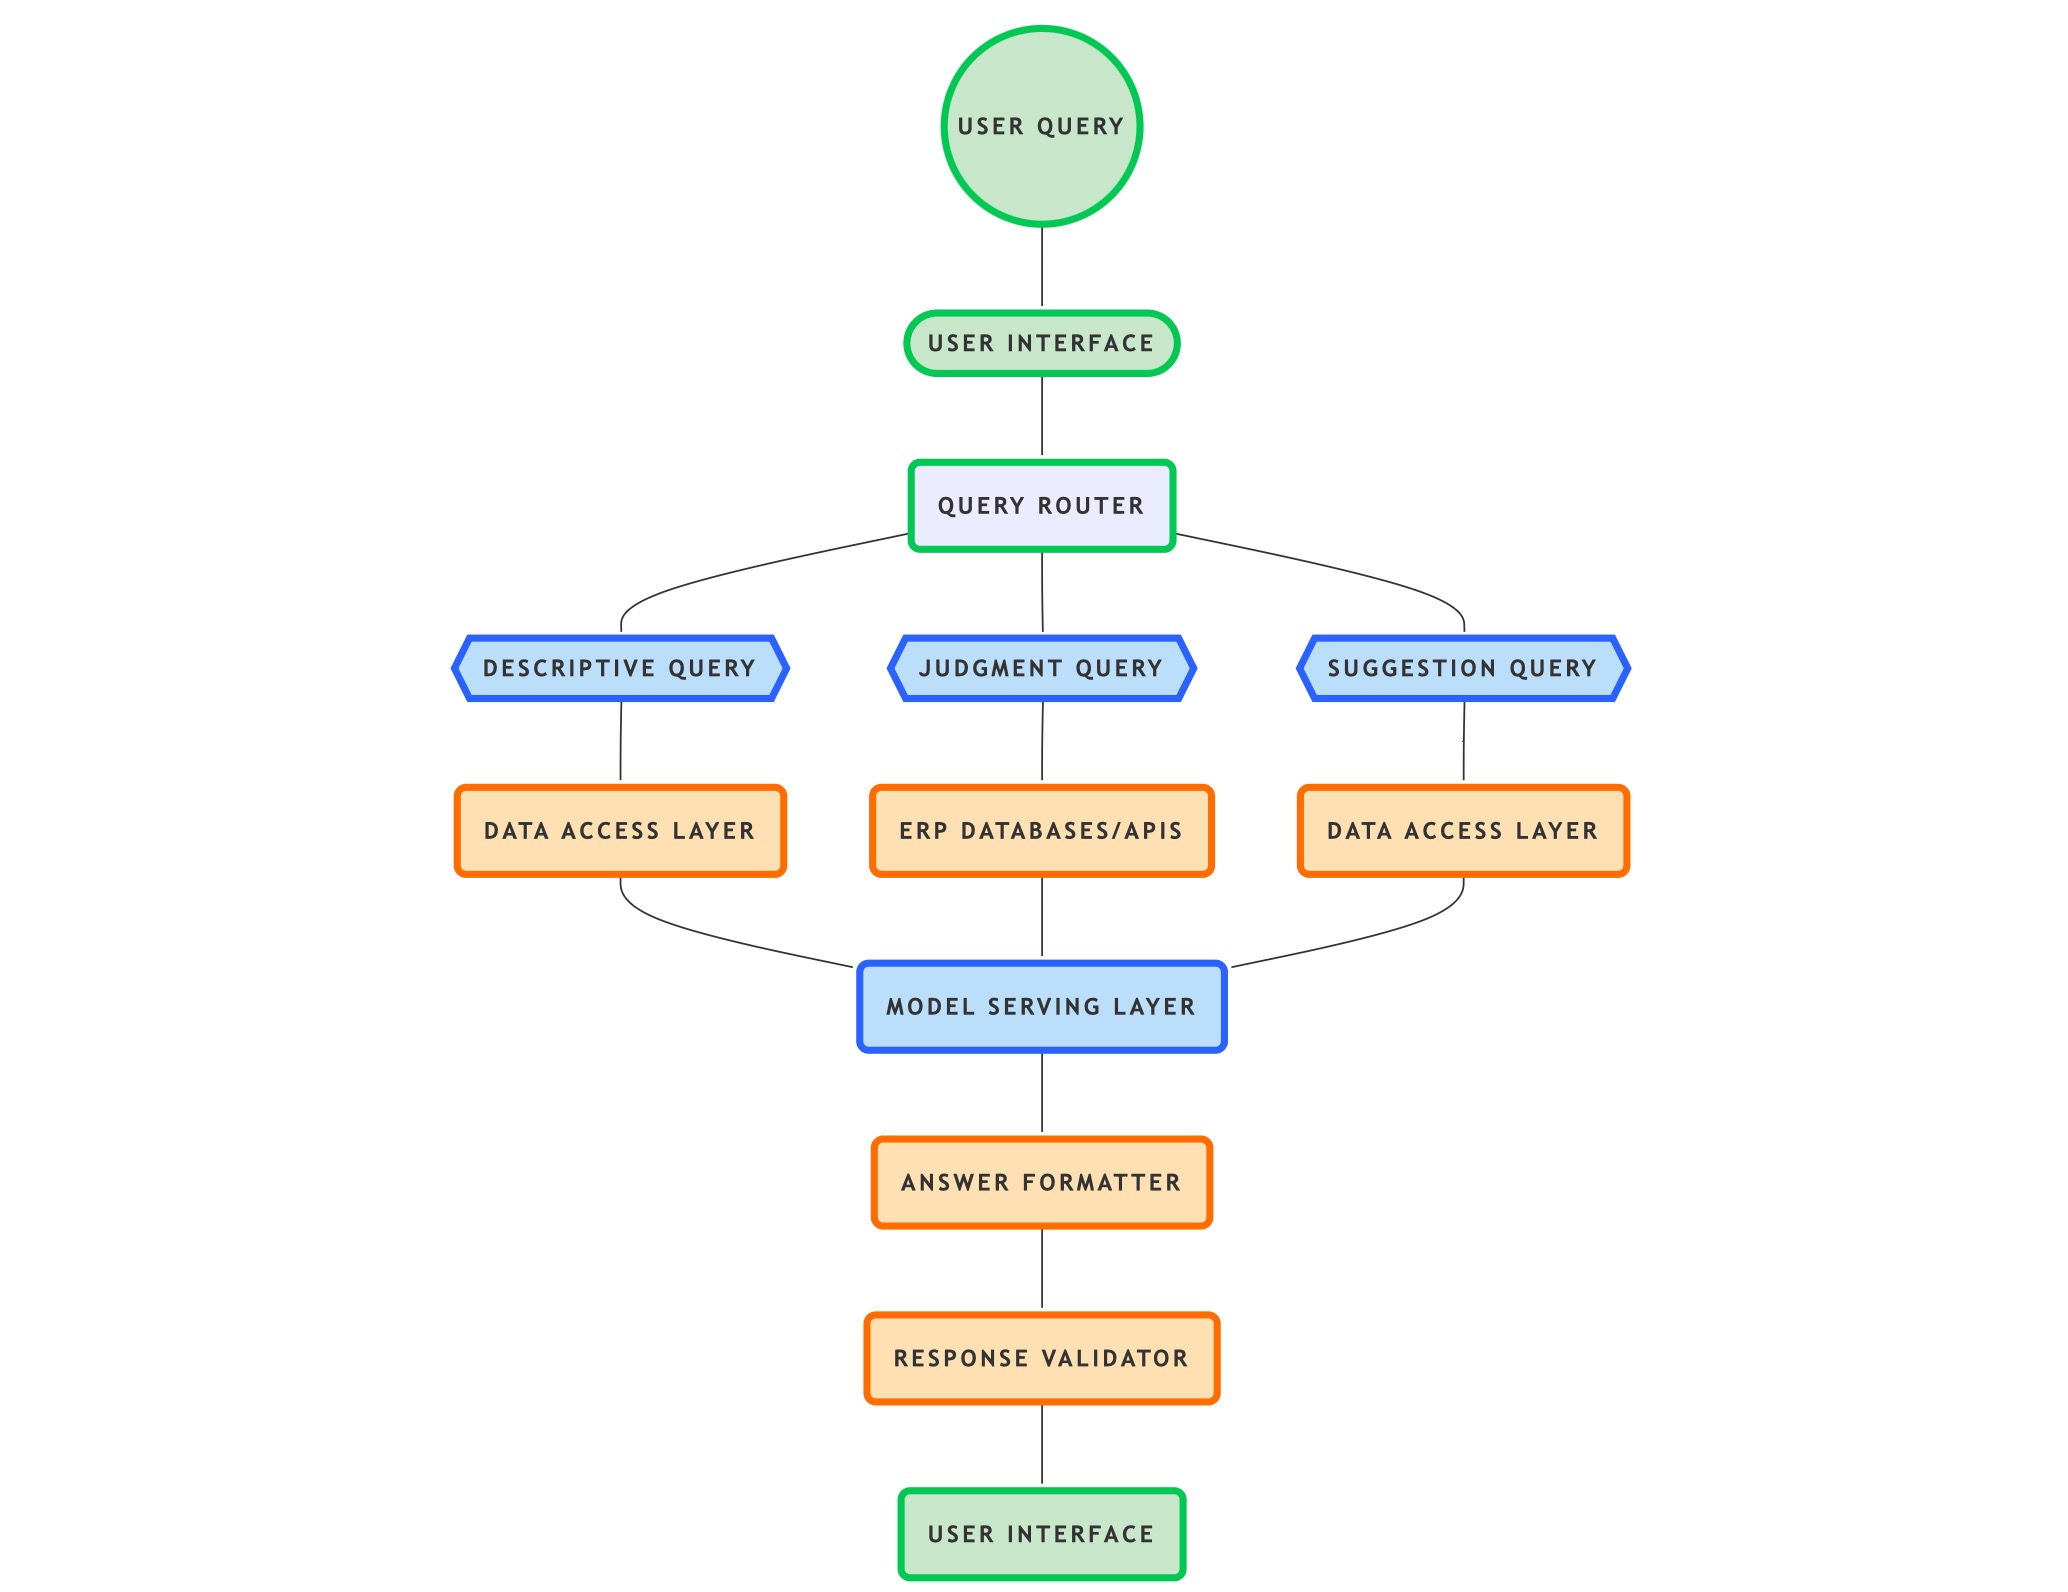 USER QUERY
USER INTERFACE
QUERY ROUTER
DESCRIPTIVE QUERY
JUDGMENT QUERY
SUGGESTION QUERY
DATA ACCESS LAYER
ERP DATABASES/APIS
DATA ACCESS LAYER
MODEL SERVING LAYER
ANSWER FORMATTER
RESPONSE VALIDATOR
USER INTERFACE